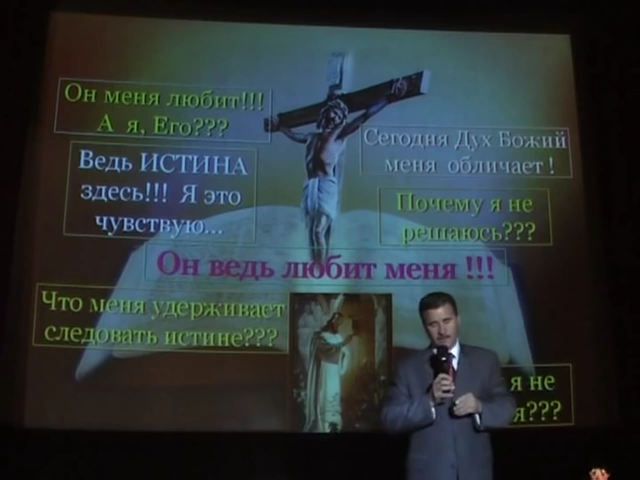 Он меня любит!!!
А я, Его???
Сегодня Дух Божий
меня обличает !
Ведь ИСТИНА
здесь!!! Я это
чувствую...
Почему я не
решаюсь???
Он ведь любит меня !!!
Что меня удерживает
следовать истине???
я не
я???